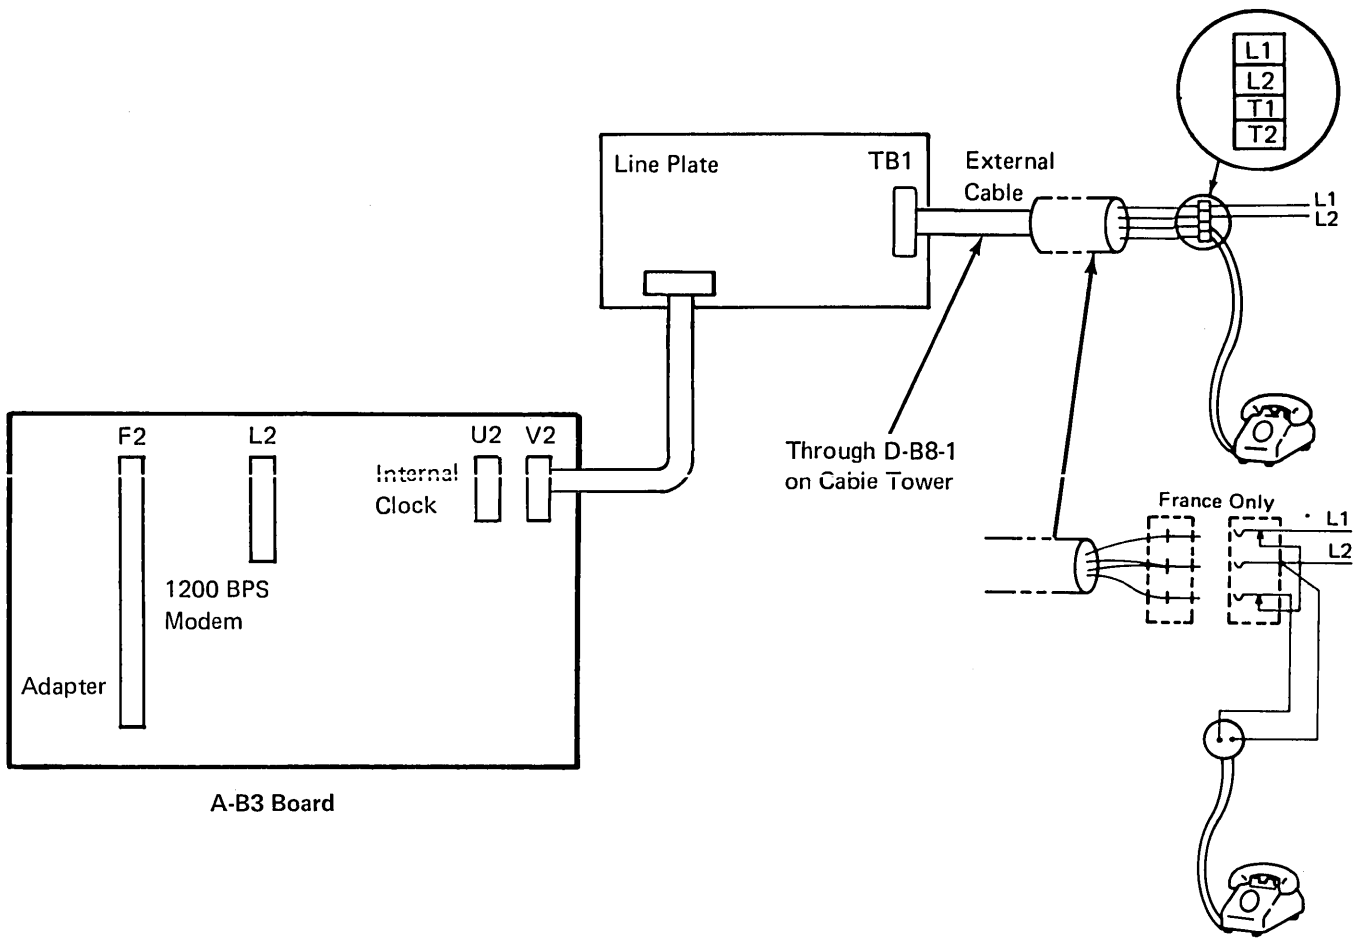 L1
L2
T1
T2
Line Plate
TB1
External
Cable
L1
L2
F2
L2
U2
V2
Internal
Clock
Through D-B8-1
on Cable Tower
France Only
L1
L2
1200 BPS
Modem
Adapter
A-B3 Board